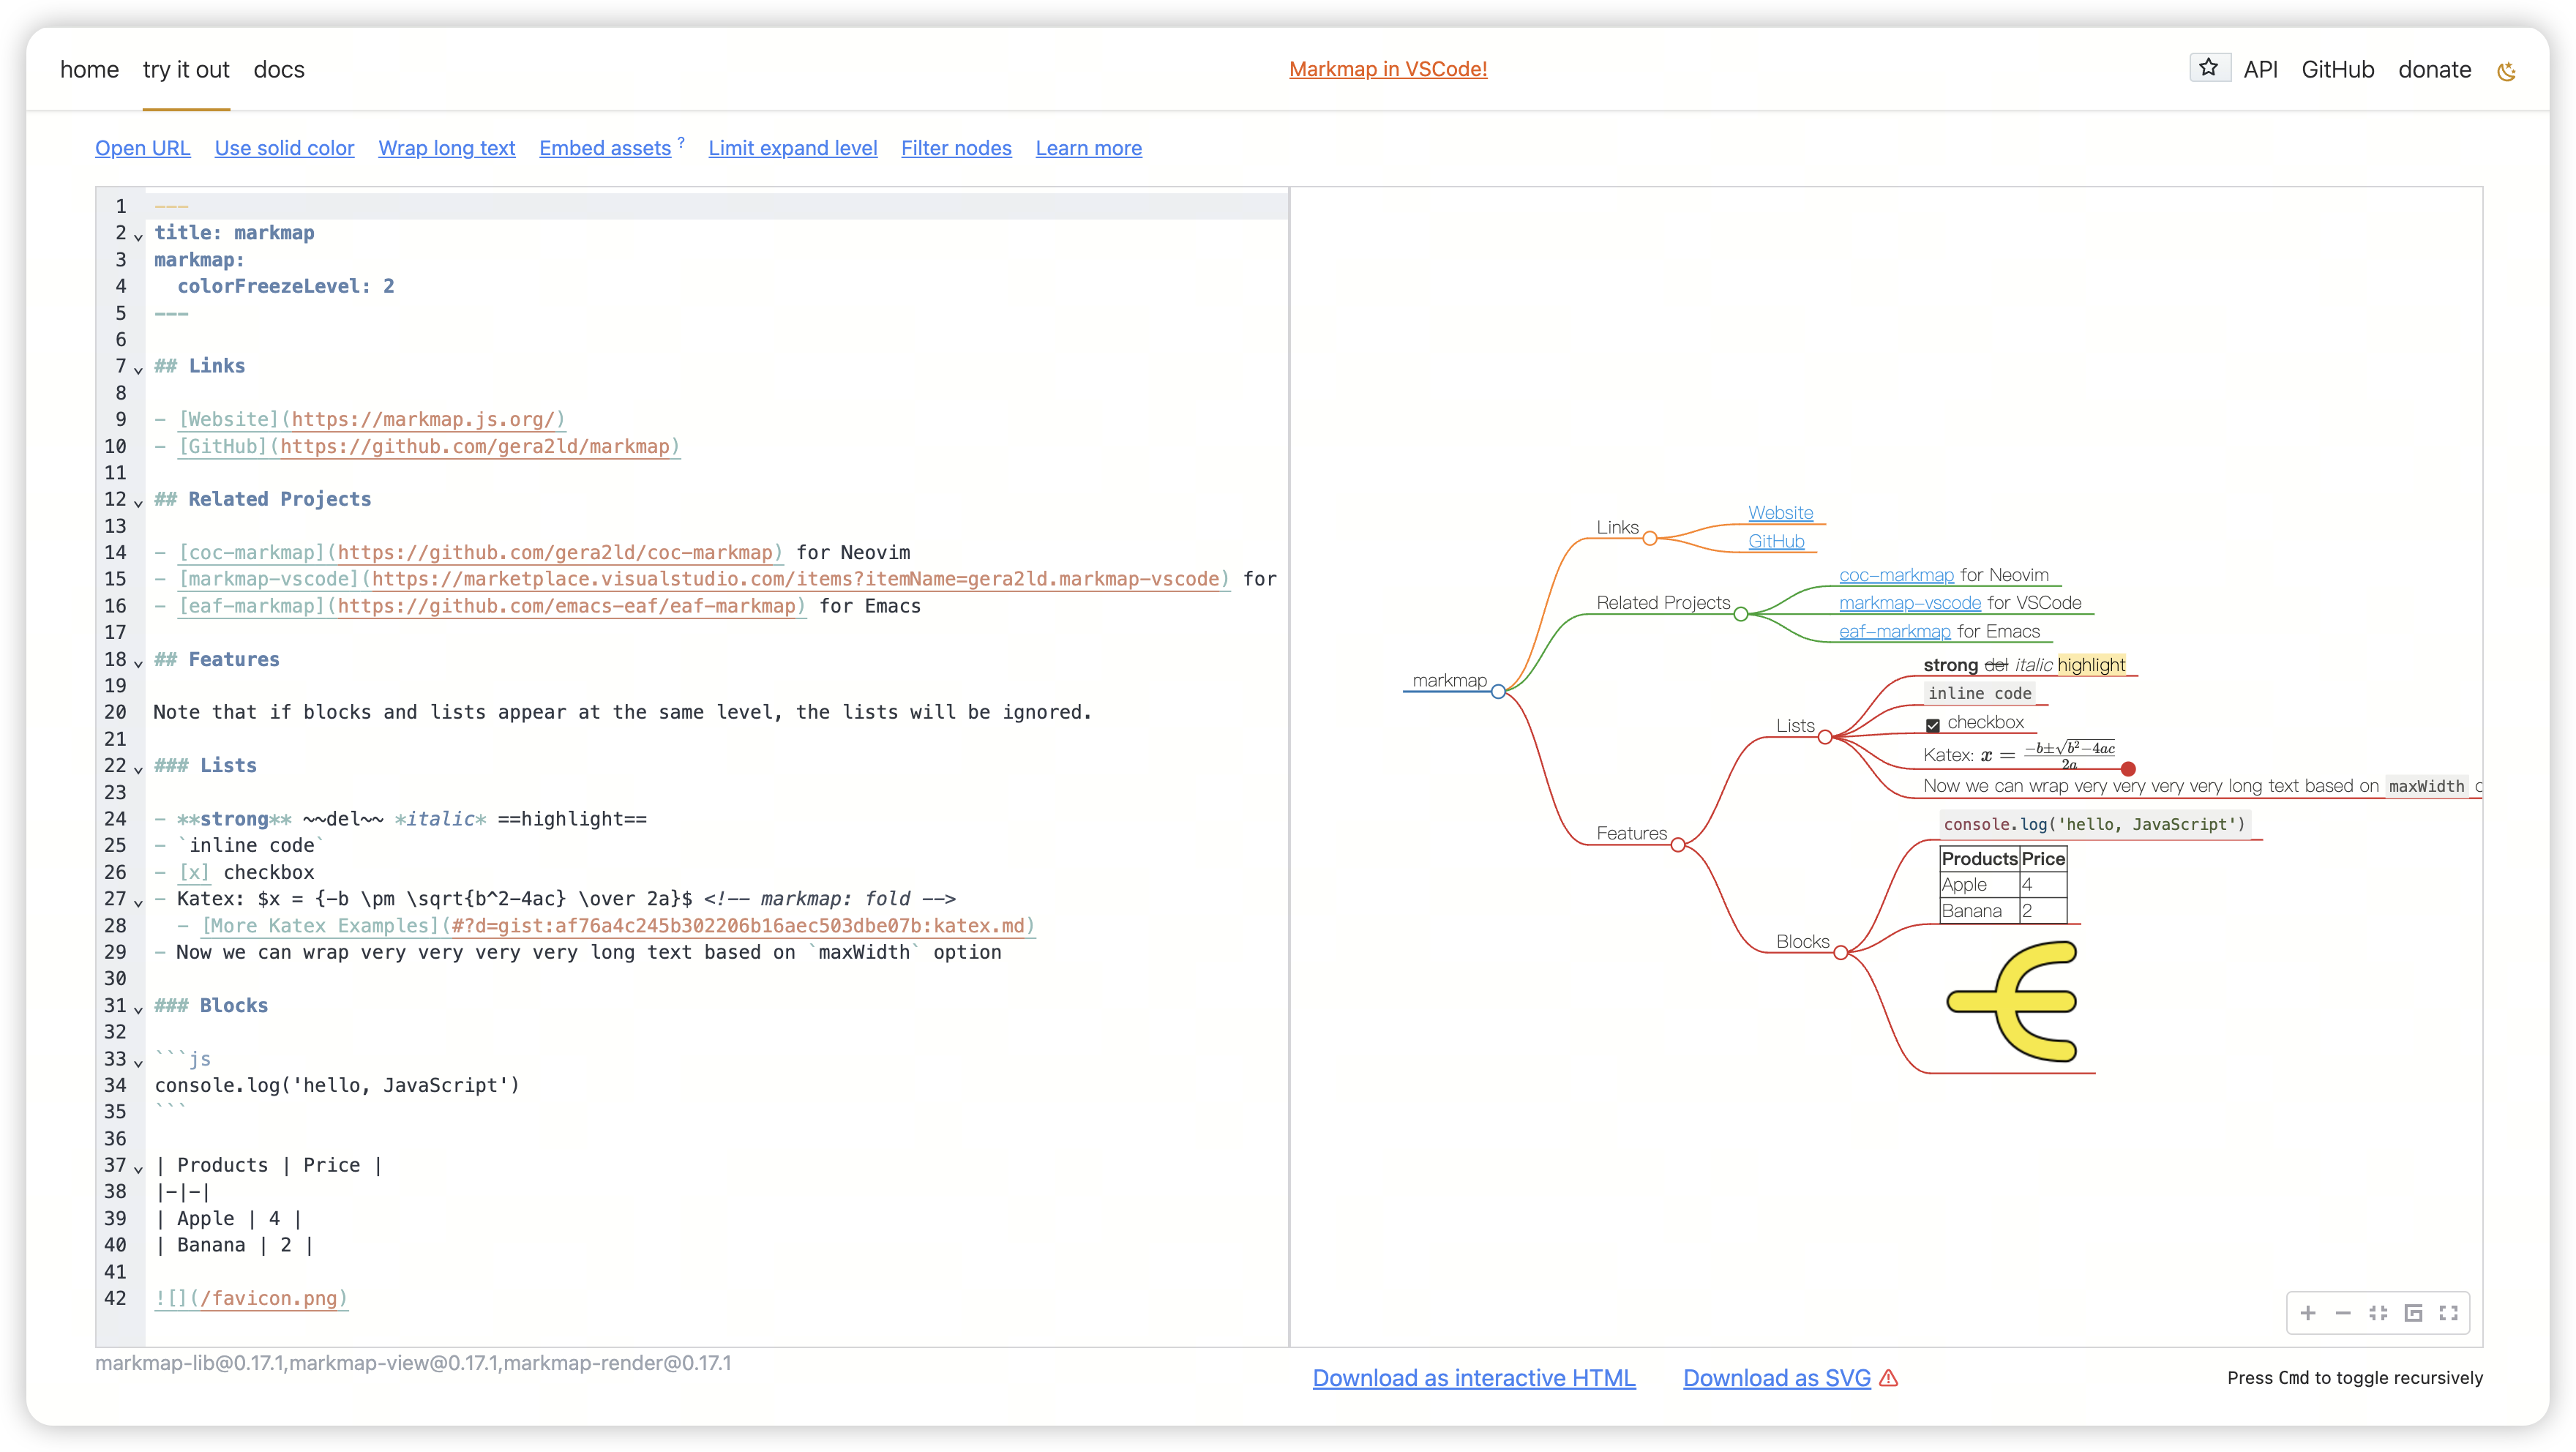 home try it out docs Markmap in VSCode! API GitHub donate
Open URL Use solid color Wrap long text Embed assets ? Limit expand level Filter nodes Learn more
1 ---
2 title: markmap
3 markmap:
4   colorFreezeLevel: 2
5 ---
6
7 ## Links
8
9 - [Website](https://markmap.js.org/)
10 - [GitHub](https://github.com/gera2ld/markmap)
11
12 ## Related Projects
13
14 - [coc-markmap](https://github.com/gera2ld/coc-markmap) for Neovim
15 - [markmap-vscode](https://marketplace.visualstudio.com/items?itemName=gera2ld.markmap-vscode) for
16 - [eaf-markmap](https://github.com/emacs-eaf/eaf-markmap) for Emacs
17
18 ## Features
19
20 Note that if blocks and lists appear at the same level, the lists will be ignored.
21
22 ### Lists
23
24 - **strong** ~~del~~ *italic* ==highlight==
25 - `inline code`
26 - [x] checkbox
27 - Katex: $x = {-b \pm \sqrt{b^2-4ac} \over 2a}$ <!-- markmap: fold -->
28   - [More Katex Examples](#?d=gist:af76a4c245b302206b16aec503dbe07b:katex.md)
29 - Now we can wrap very very very very long text based on `maxWidth` option
30
31 ### Blocks
32
33 ```js
34 console.log('hello, JavaScript')
35 ```
36
37 | Products | Price |
38 |-|-|
39 | Apple | 4 |
40 | Banana | 2 |
41
42 ![](/favicon.png)
markmap
Links
Website
GitHub
Related Projects
coc-markmap for Neovim
markmap-vscode for VSCode
eaf-markmap for Emacs
Features
Lists
strong del italic highlight
inline code
checkbox
Katex: x = −b±√b²−4ac / 2a
Now we can wrap very very very very long text based on maxWidth
Blocks
console.log('hello, JavaScript')
Products Price
Apple 4
Banana 2
markmap-lib@0.17.1,markmap-view@0.17.1,markmap-render@0.17.1
Download as interactive HTML Download as SVG
Press Cmd to toggle recursively